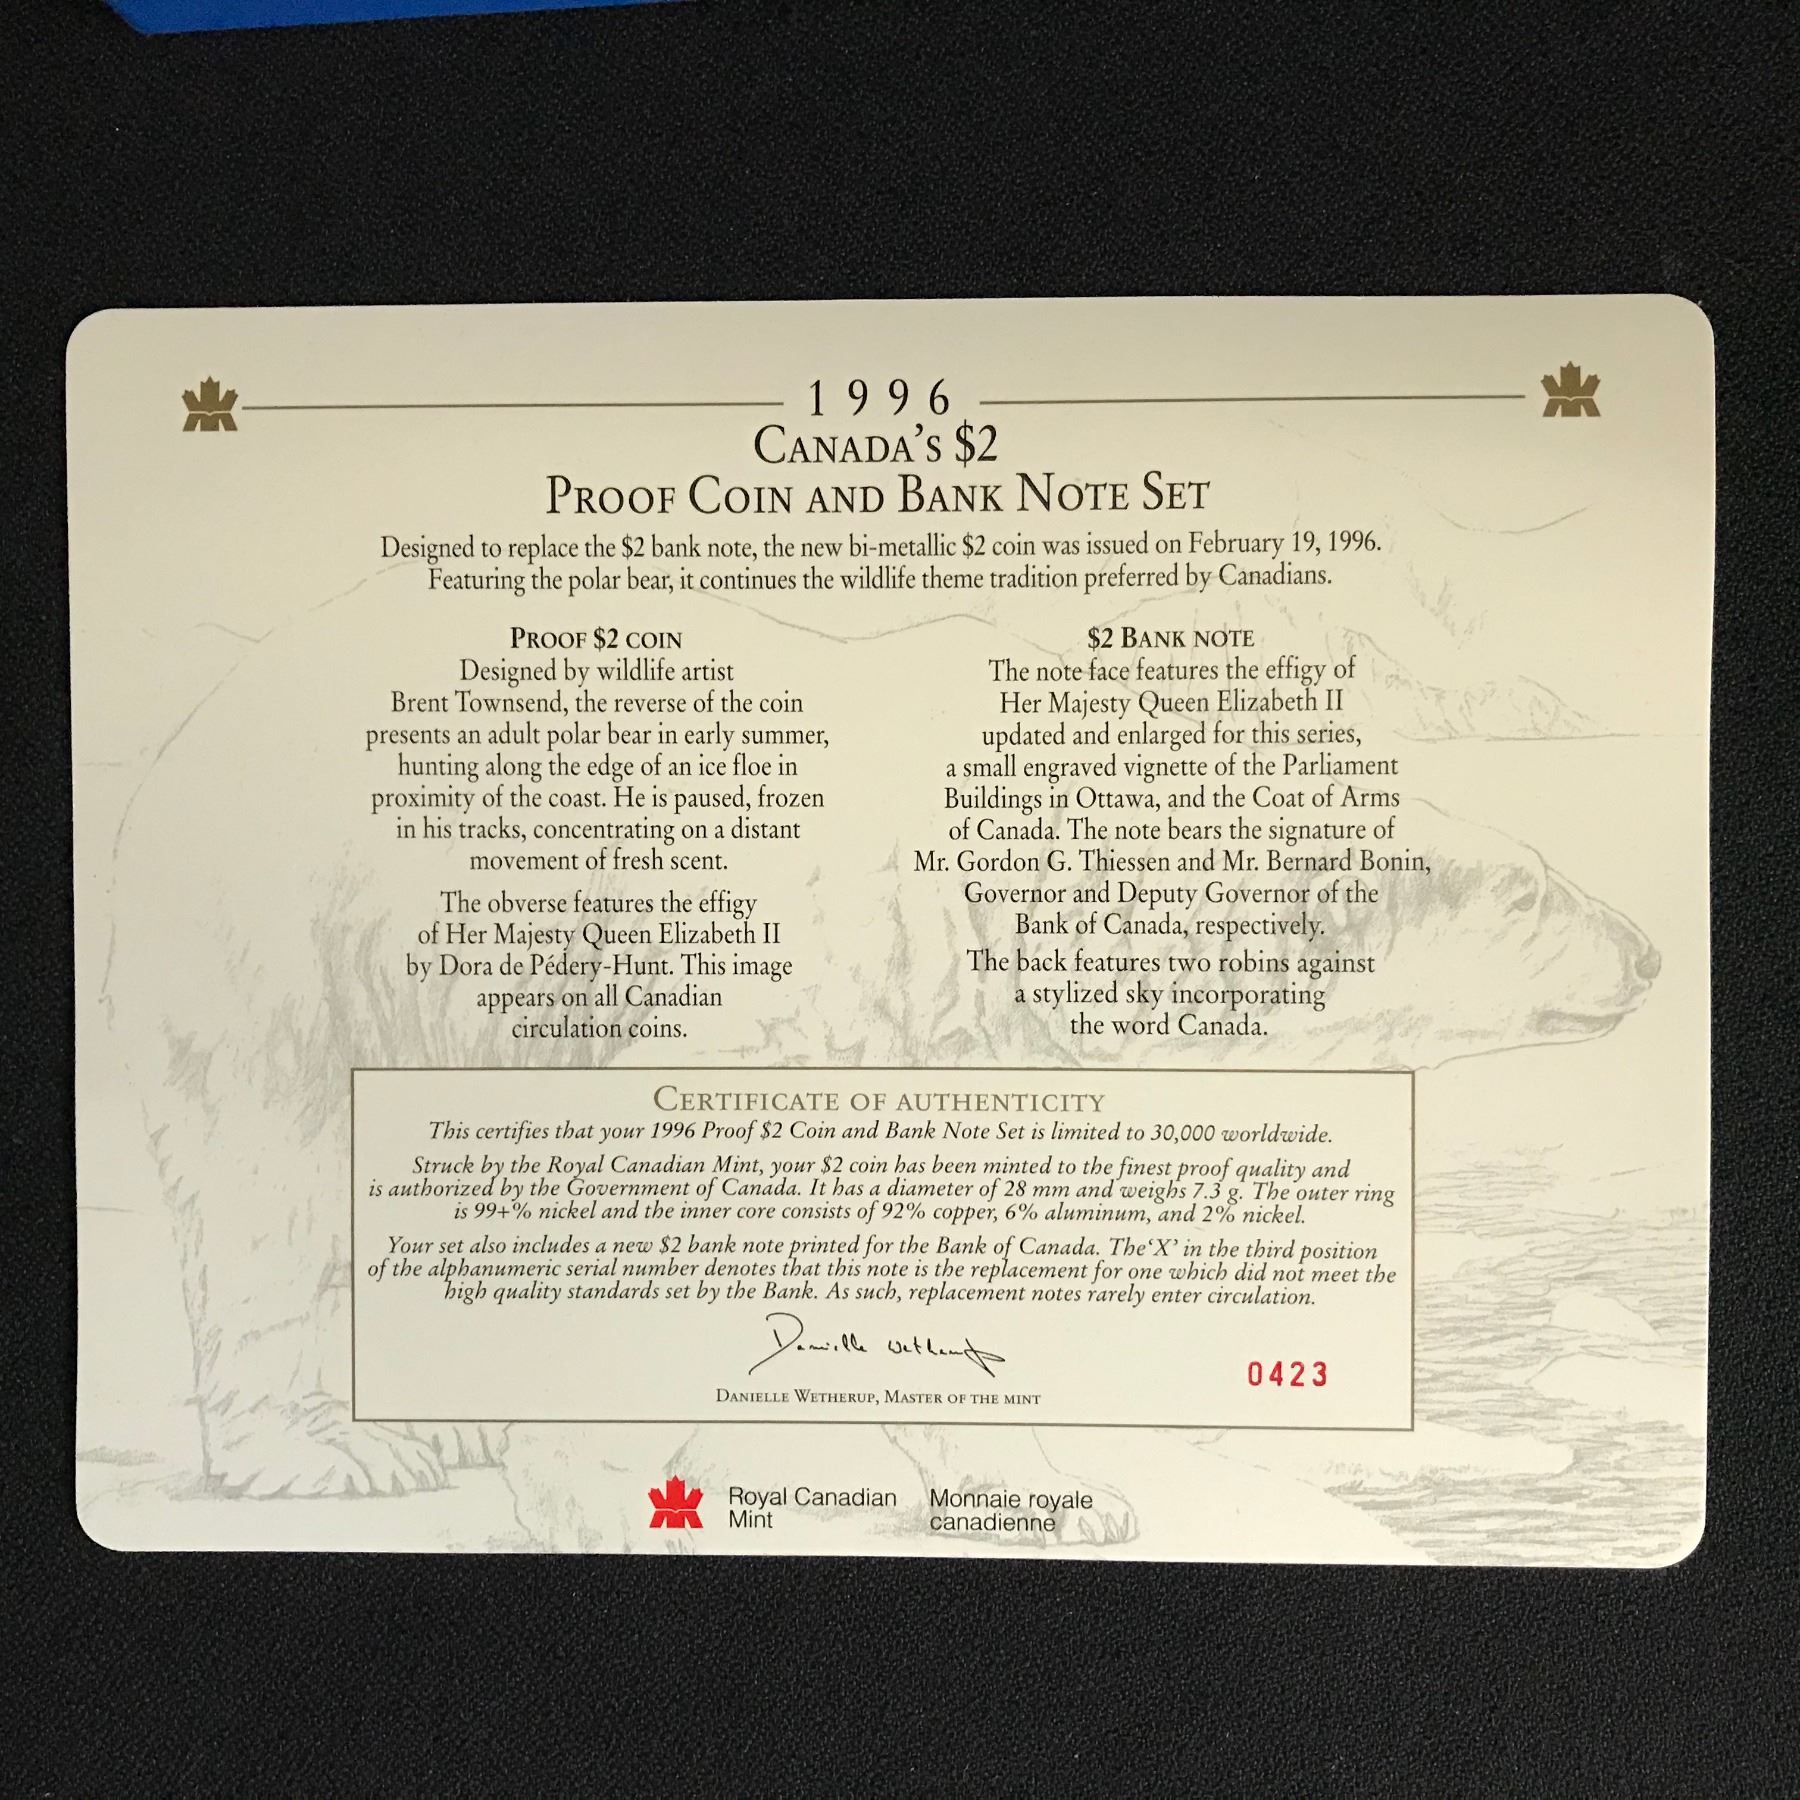 1996
CANADA'S $2
PROOF COIN AND BANK NOTE SET
Designed to replace the $2 bank note, the new bi-metallic $2 coin was issued on February 19, 1996.
Featuring the polar bear, it continues the wildlife theme tradition preferred by Canadians.
PROOF $2 COIN
Designed by wildlife artist
Brent Townsend, the reverse of the coin
presents an adult polar bear in early summer,
hunting along the edge of an ice floe in
proximity of the coast. He is paused, frozen
in his tracks, concentrating on a distant
movement of fresh scent.
The obverse features the effigy
of Her Majesty Queen Elizabeth II
by Dora de Pédery-Hunt. This image
appears on all Canadian
circulation coins.
$2 BANK NOTE
The note face features the effigy of
Her Majesty Queen Elizabeth II
updated and enlarged for this series,
a small engraved vignette of the Parliament
Buildings in Ottawa, and the Coat of Arms
of Canada. The note bears the signature of
Mr. Gordon G. Thiessen and Mr. Bernard Bonin,
Governor and Deputy Governor of the
Bank of Canada, respectively.
The back features two robins against
a stylized sky incorporating
the word Canada.
CERTIFICATE OF AUTHENTICITY
This certifies that your 1996 Proof $2 Coin and Bank Note Set is limited to 30,000 worldwide.
Struck by the Royal Canadian Mint, your $2 coin has been minted to the finest proof quality and
is authorized by the Government of Canada. It has a diameter of 28 mm and weighs 7.3 g. The outer ring
is 99+% nickel and the inner core consists of 92% copper, 6% aluminum, and 2% nickel.
Your set also includes a new $2 bank note printed for the Bank of Canada. The 'X' in the third position
of the alphanumeric serial number denotes that this note is the replacement for one which did not meet the
high quality standards set by the Bank. As such, replacement notes rarely enter circulation.
Danielle Wetherup
DANIELLE WETHERUP, MASTER OF THE MINT
0423
Royal Canadian
Mint
Monnaie royale
canadienne